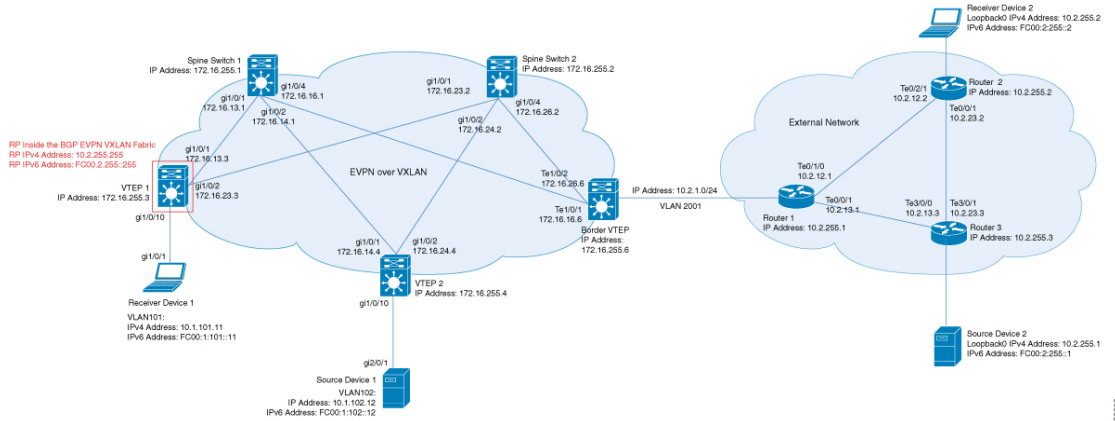 Receiver Device 2
Loopback0 IPv4 Address: 10.2.255.2
IPv6 Address: FC00:2:255::2
Spine Switch 1
IP Address: 172.16.255.1
Spine Switch 2
IP Address: 172.16.255.2
gi1/0/4
172.16.16.1
gi1/0/1
172.16.13.1
gi1/0/2
172.16.14.1
gi1/0/1
172.16.23.2
gi1/0/4
172.16.26.2
gi1/0/2
172.16.24.2
Router 2
IP Address: 10.2.255.2
Te0/2/1
10.2.12.2
Te0/0/1
10.2.23.2
External Network
RP Inside the BGP EVPN VXLAN Fabric
RP IPv4 Address: 10.2.255.255
RP IPv6 Address: FC00.2.255::255
gi1/0/1
172.16.13.3
VTEP 1
IP Address: 172.16.255.3
gi1/0/2
172.16.23.3
gi1/0/10
EVPN over VXLAN
Te1/0/2
172.16.26.6
Te1/0/1
172.16.16.6
Border VTEP
IP Address:
172.16.255.6
IP Address: 10.2.1.0/24
VLAN 2001
Te0/1/0
10.2.12.1
Te0/0/1
10.2.13.1
Router 1
IP Address: 10.2.255.1
Te3/0/0
10.2.13.3
Te3/0/1
10.2.23.3
Router 3
IP Address: 10.2.255.3
gi1/0/1
172.16.14.4
gi1/0/2
172.16.24.4
VTEP 2
IP Address: 172.16.255.4
gi1/0/10
gi1/0/1
Receiver Device 1
VLAN101:
IPv4 Address: 10.1.101.11
IPv6 Address: FC00:1:101::11
gi2/0/1
Source Device 1
VLAN102:
IP Address: 10.1.102.12
IPv6 Address: FC00:1:102::12
Source Device 2
Loopback0 IPv4 Address: 10.2.255.1
IPv6 Address: FC00:2:255::1